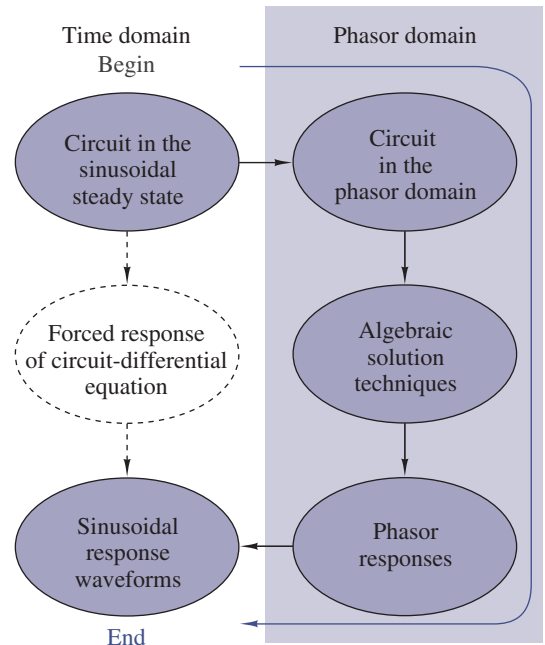 Time domain
Phasor domain
Begin
Circuit in the
sinusoidal
steady state
Circuit
in the
phasor domain
Forced response
of circuit-differential
equation
Algebraic
solution
techniques
Sinusoidal
response
waveforms
Phasor
responses
End